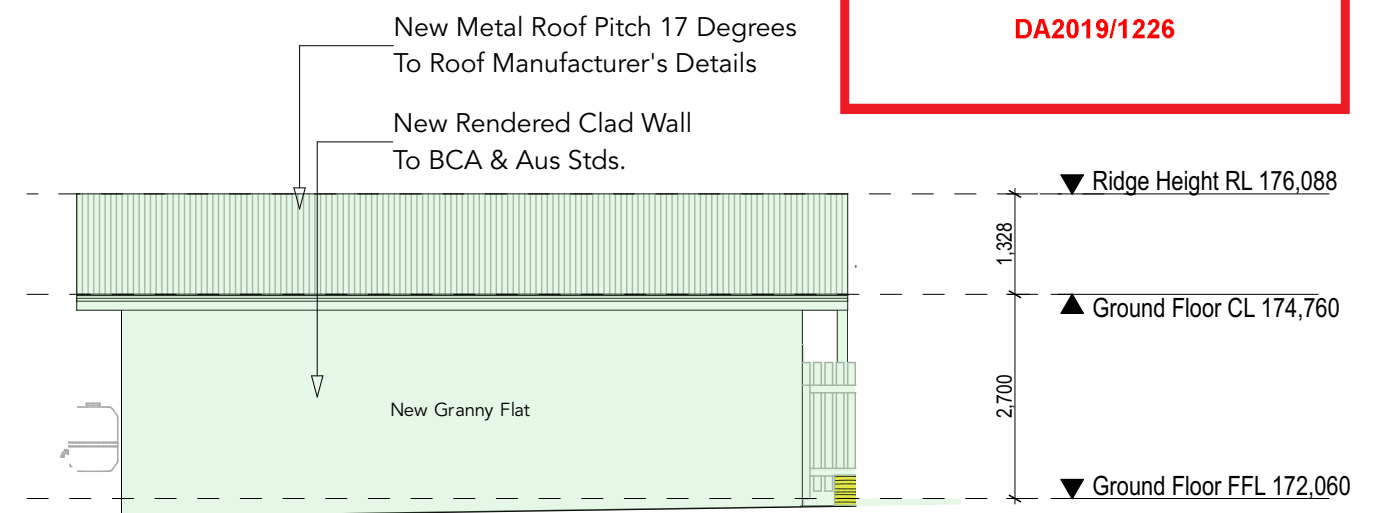 New Metal Roof Pitch 17 Degrees
To Roof Manufacturer's Details
DA2019/1226
New Rendered Clad Wall
To BCA & Aus Stds.
Ridge Height RL 176,088
1,328
Ground Floor CL 174,760
2,700
New Granny Flat
Ground Floor FFL 172,060